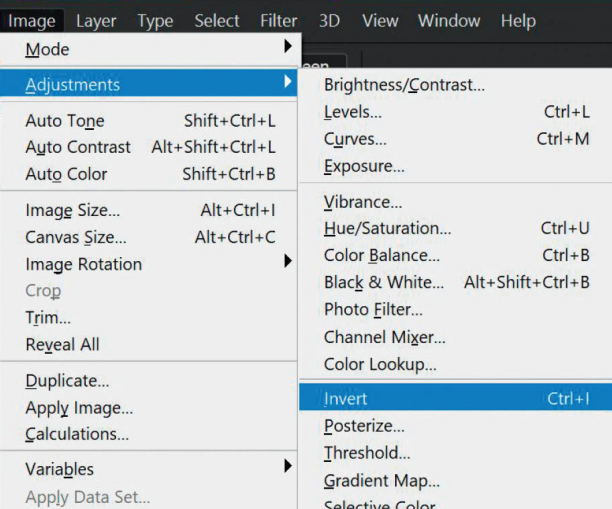 Image Layer Type Select Filter 3D View Window Help
Mode
Adjustments
Auto Tone Shift+Ctrl+L
Auto Contrast Alt+Shift+Ctrl+L
Auto Color Shift+Ctrl+B
Image Size... Alt+Ctrl+I
Canvas Size... Alt+Ctrl+C
Image Rotation
Crop
Trim...
Reveal All
Duplicate...
Apply Image...
Calculations...
Variables
Apply Data Set...
Brightness/Contrast...
Levels... Ctrl+L
Curves... Ctrl+M
Exposure...
Vibrance...
Hue/Saturation... Ctrl+U
Color Balance... Ctrl+B
Black & White... Alt+Shift+Ctrl+B
Photo Filter...
Channel Mixer...
Color Lookup...
Invert Ctrl+I
Posterize...
Threshold...
Gradient Map...
Selective Color...